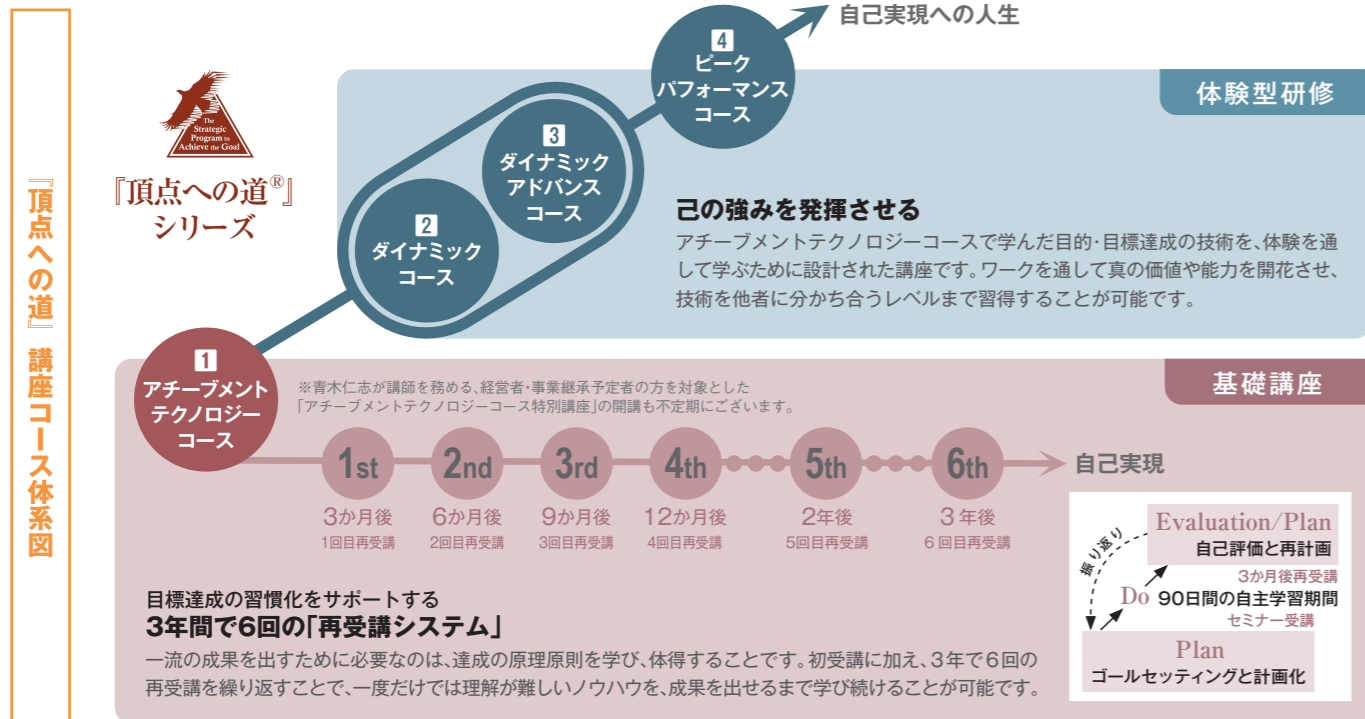 『頂点への道』講座コース体系図
The
Strategic
Program to
Achieve the Goal
『頂点への道®』
シリーズ
自己実現への人生
4
ピーク
パフォーマンス
コース
体験型研修
3
ダイナミック
アドバンス
コース
2
ダイナミック
コース
己の強みを発揮させる
アチーブメントテクノロジーコースで学んだ目的・目標達成の技術を、体験を通
して学ぶために設計された講座です。ワークを通して真の価値や能力を開花させ、
技術を他者に分かち合うレベルまで習得することが可能です。
1
アチーブメント
テクノロジー
コース
基礎講座
※青木仁志が講師を務める、経営者・事業継承予定者の方を対象とした
「アチーブメントテクノロジーコース特別講座」の開講も不定期にございます。
1st
2nd
3rd
4th
5th
6th
自己実現
3か月後
1回目再受講
6か月後
2回目再受講
9か月後
3回目再受講
12か月後
4回目再受講
2年後
5回目再受講
3年後
6回目再受講
目標達成の習慣化をサポートする
3年間で6回の「再受講システム」
一流の成果を出すために必要なのは、達成の原理原則を学び、体得することです。初受講に加え、3年で6回の
再受講を繰り返すことで、一度だけでは理解が難しいノウハウを、成果を出せるまで学び続けることが可能です。
Evaluation/Plan
自己評価と再計画
振り返り
3か月後再受講
Do 90日間の自主学習期間
セミナー受講
Plan
ゴールセッティングと計画化